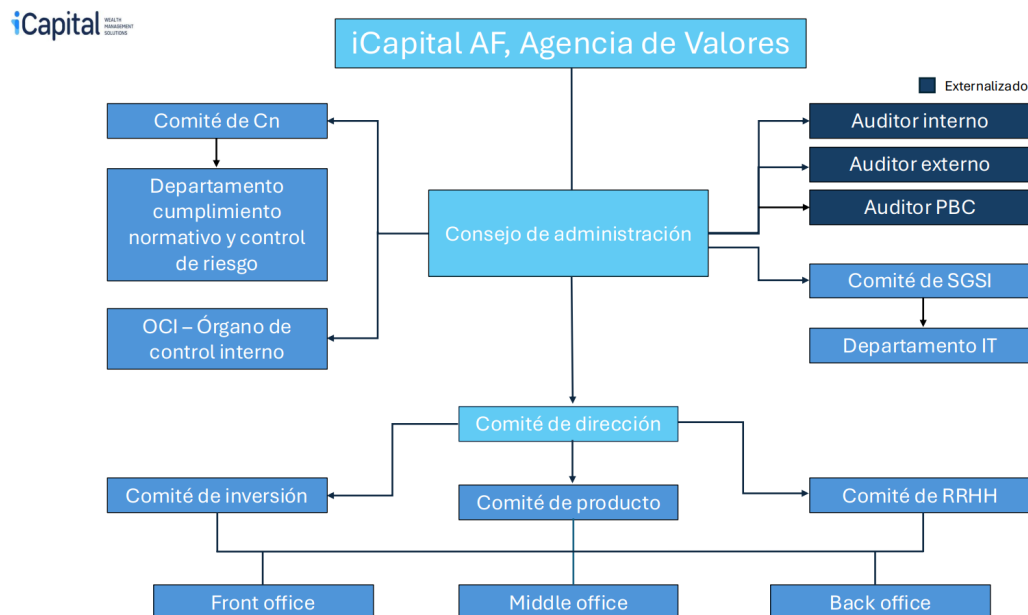 iCapital WEALTH
MANAGEMENT
SOLUTIONS
iCapital AF, Agencia de Valores
Externalizado
Comité de Cn
Auditor interno
Departamento
cumplimiento
normativo y control
de riesgo
Auditor externo
Auditor PBC
Consejo de administración
Comité de SGSI
OCI – Órgano de
control interno
Departamento IT
Comité de dirección
Comité de inversión
Comité de producto
Comité de RRHH
Front office
Middle office
Back office